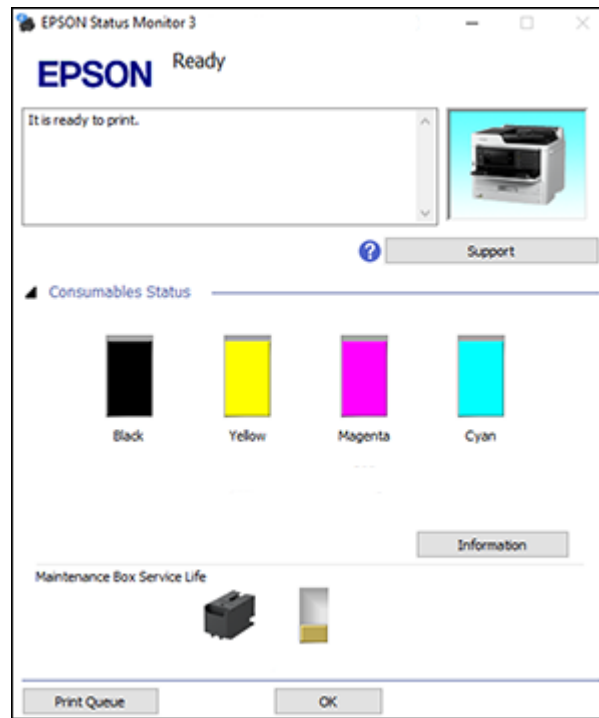 EPSON Status Monitor 3
EPSON
Ready
It is ready to print.
Support
Consumables Status
Black Yellow Magenta Cyan
Information
Maintenance Box Service Life
Print Queue OK